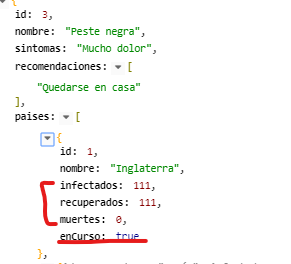 {
id: 3,
nombre: "Peste negra",
sintomas: "Mucho dolor",
recomendaciones: [
"Quedarse en casa"
],
paises: [
{
id: 1,
nombre: "Inglaterra",
infectados: 111,
recuperados: 111,
muertes: 0,
enCurso: true
},